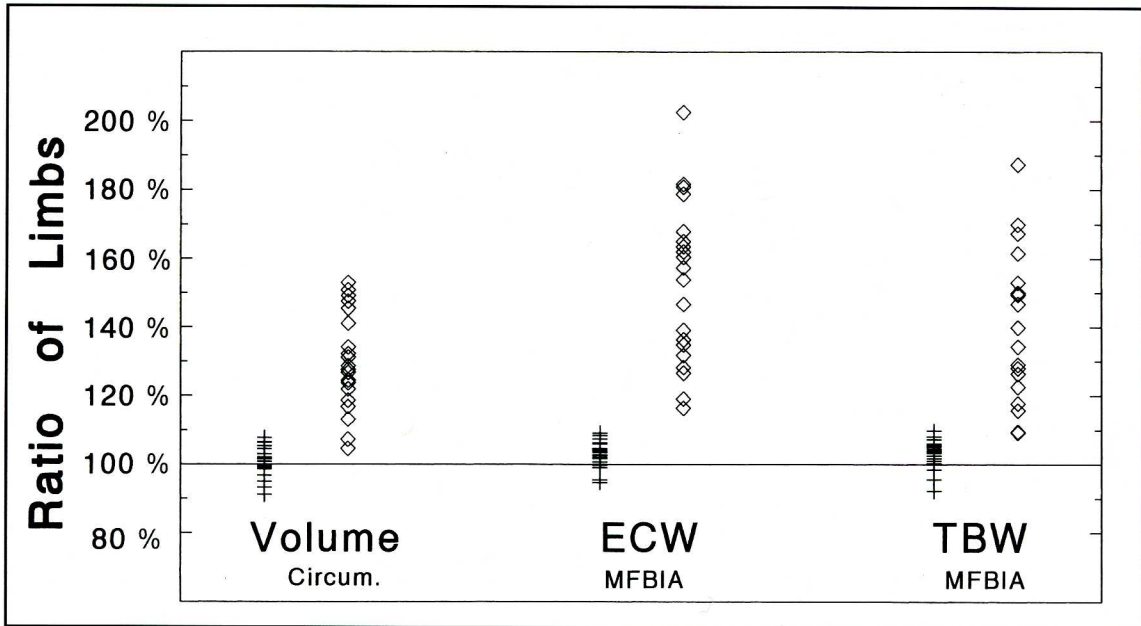 Ratio of Limbs
200 %
180 %
160 %
140 %
120 %
100 %
80 %
Volume
Circum.
ECW
MFBIA
TBW
MFBIA